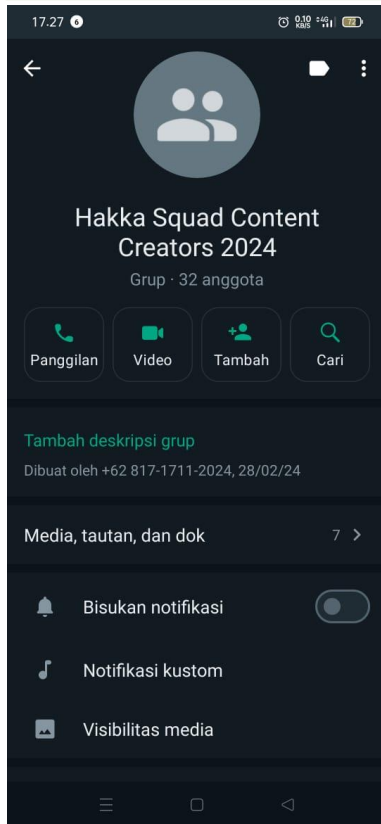 17.27 6 0,10 KB/S 4G 72
Hakka Squad Content
Creators 2024
Grup · 32 anggota
Panggilan Video Tambah Cari
Tambah deskripsi grup
Dibuat oleh +62 817-1711-2024, 28/02/24
Media, tautan, dan dok 7
Bisukan notifikasi
Notifikasi kustom
Visibilitas media